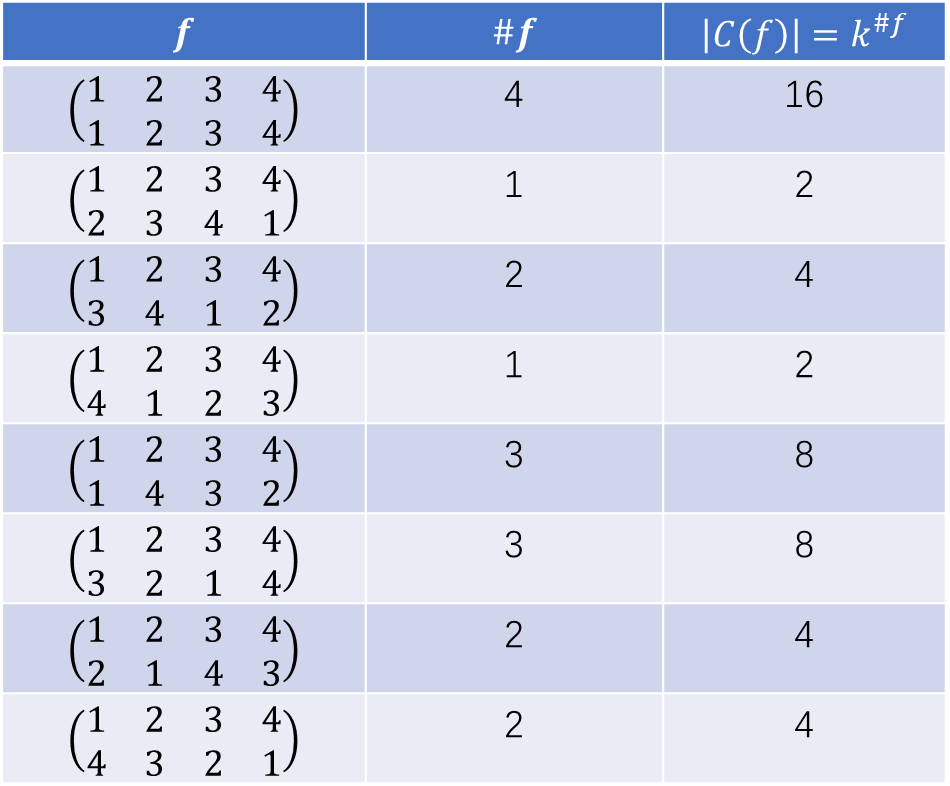 f #f |C(f)| = k^#f
(1 2 3 4) 4 16
(1 2 3 4)
(1 2 3 4) 1 2
(2 3 4 1)
(1 2 3 4) 2 4
(3 4 1 2)
(1 2 3 4) 1 2
(4 1 2 3)
(1 2 3 4) 3 8
(1 4 3 2)
(1 2 3 4) 3 8
(3 2 1 4)
(1 2 3 4) 2 4
(2 1 4 3)
(1 2 3 4) 2 4
(4 3 2 1)